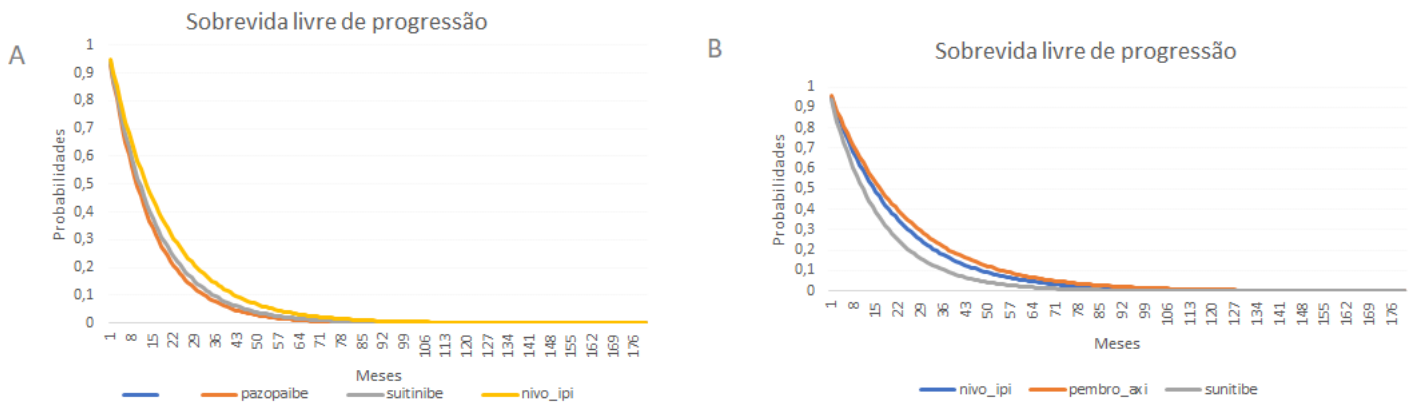 A
Sobrevida livre de progressão
Probabilidades
1
0,9
0,8
0,7
0,6
0,5
0,4
0,3
0,2
0,1
0
1 8 15 22 29 36 43 50 57 64 71 78 85 92 99 106 113 120 127 134 141 148 155 162 169 176
Meses
pazopaibe suitinibe nivo_ipi
B
Sobrevida livre de progressão
Probabilidades
1
0,9
0,8
0,7
0,6
0,5
0,4
0,3
0,2
0,1
0
1 8 15 22 29 36 43 50 57 64 71 78 85 92 99 106 113 120 127 134 141 148 155 162 169 176
Meses
nivo_ipi pembro_axi sunitibe